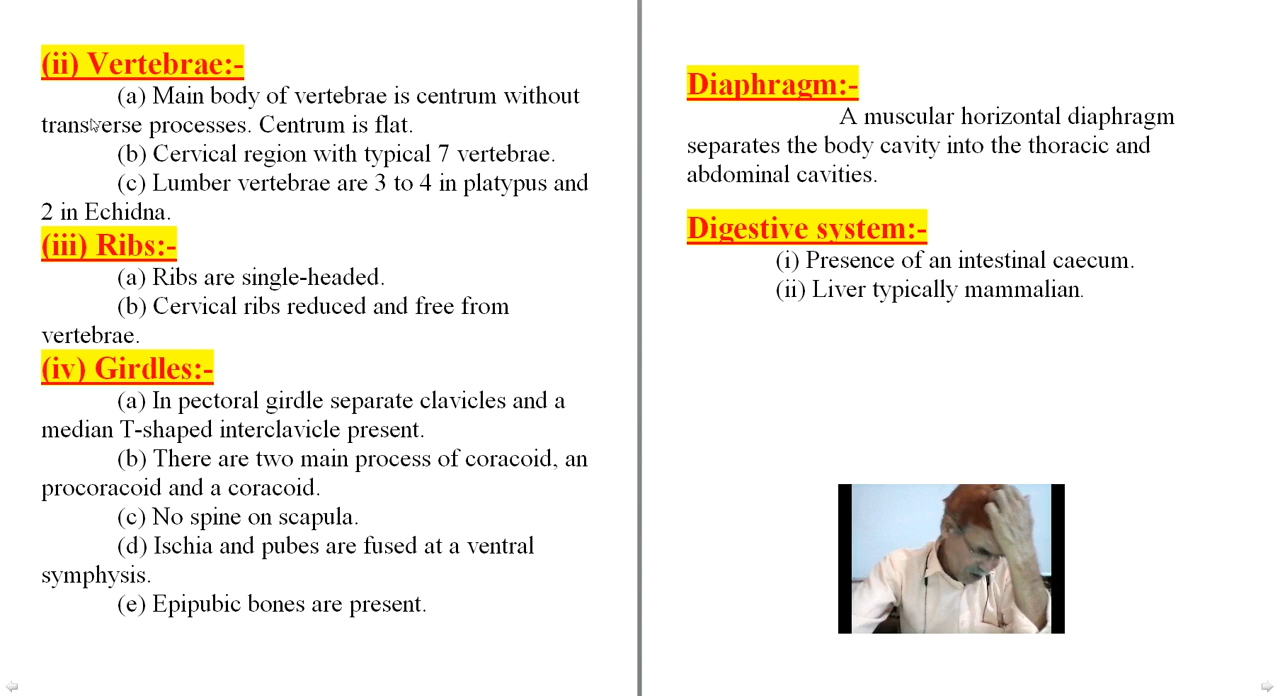 (ii) Vertebrae:-
(a) Main body of vertebrae is centrum without
transverse processes. Centrum is flat.
(b) Cervical region with typical 7 vertebrae.
(c) Lumber vertebrae are 3 to 4 in platypus and
2 in Echidna.
(iii) Ribs:-
(a) Ribs are single-headed.
(b) Cervical ribs reduced and free from
vertebrae.
(iv) Girdles:-
(a) In pectoral girdle separate clavicles and a
median T-shaped interclavicle present.
(b) There are two main process of coracoid, an
procoracoid and a coracoid.
(c) No spine on scapula.
(d) Ischia and pubes are fused at a ventral
symphysis.
(e) Epipubic bones are present.
Diaphragm:-
A muscular horizontal diaphragm
separates the body cavity into the thoracic and
abdominal cavities.
Digestive system:-
(i) Presence of an intestinal caecum.
(ii) Liver typically mammalian.